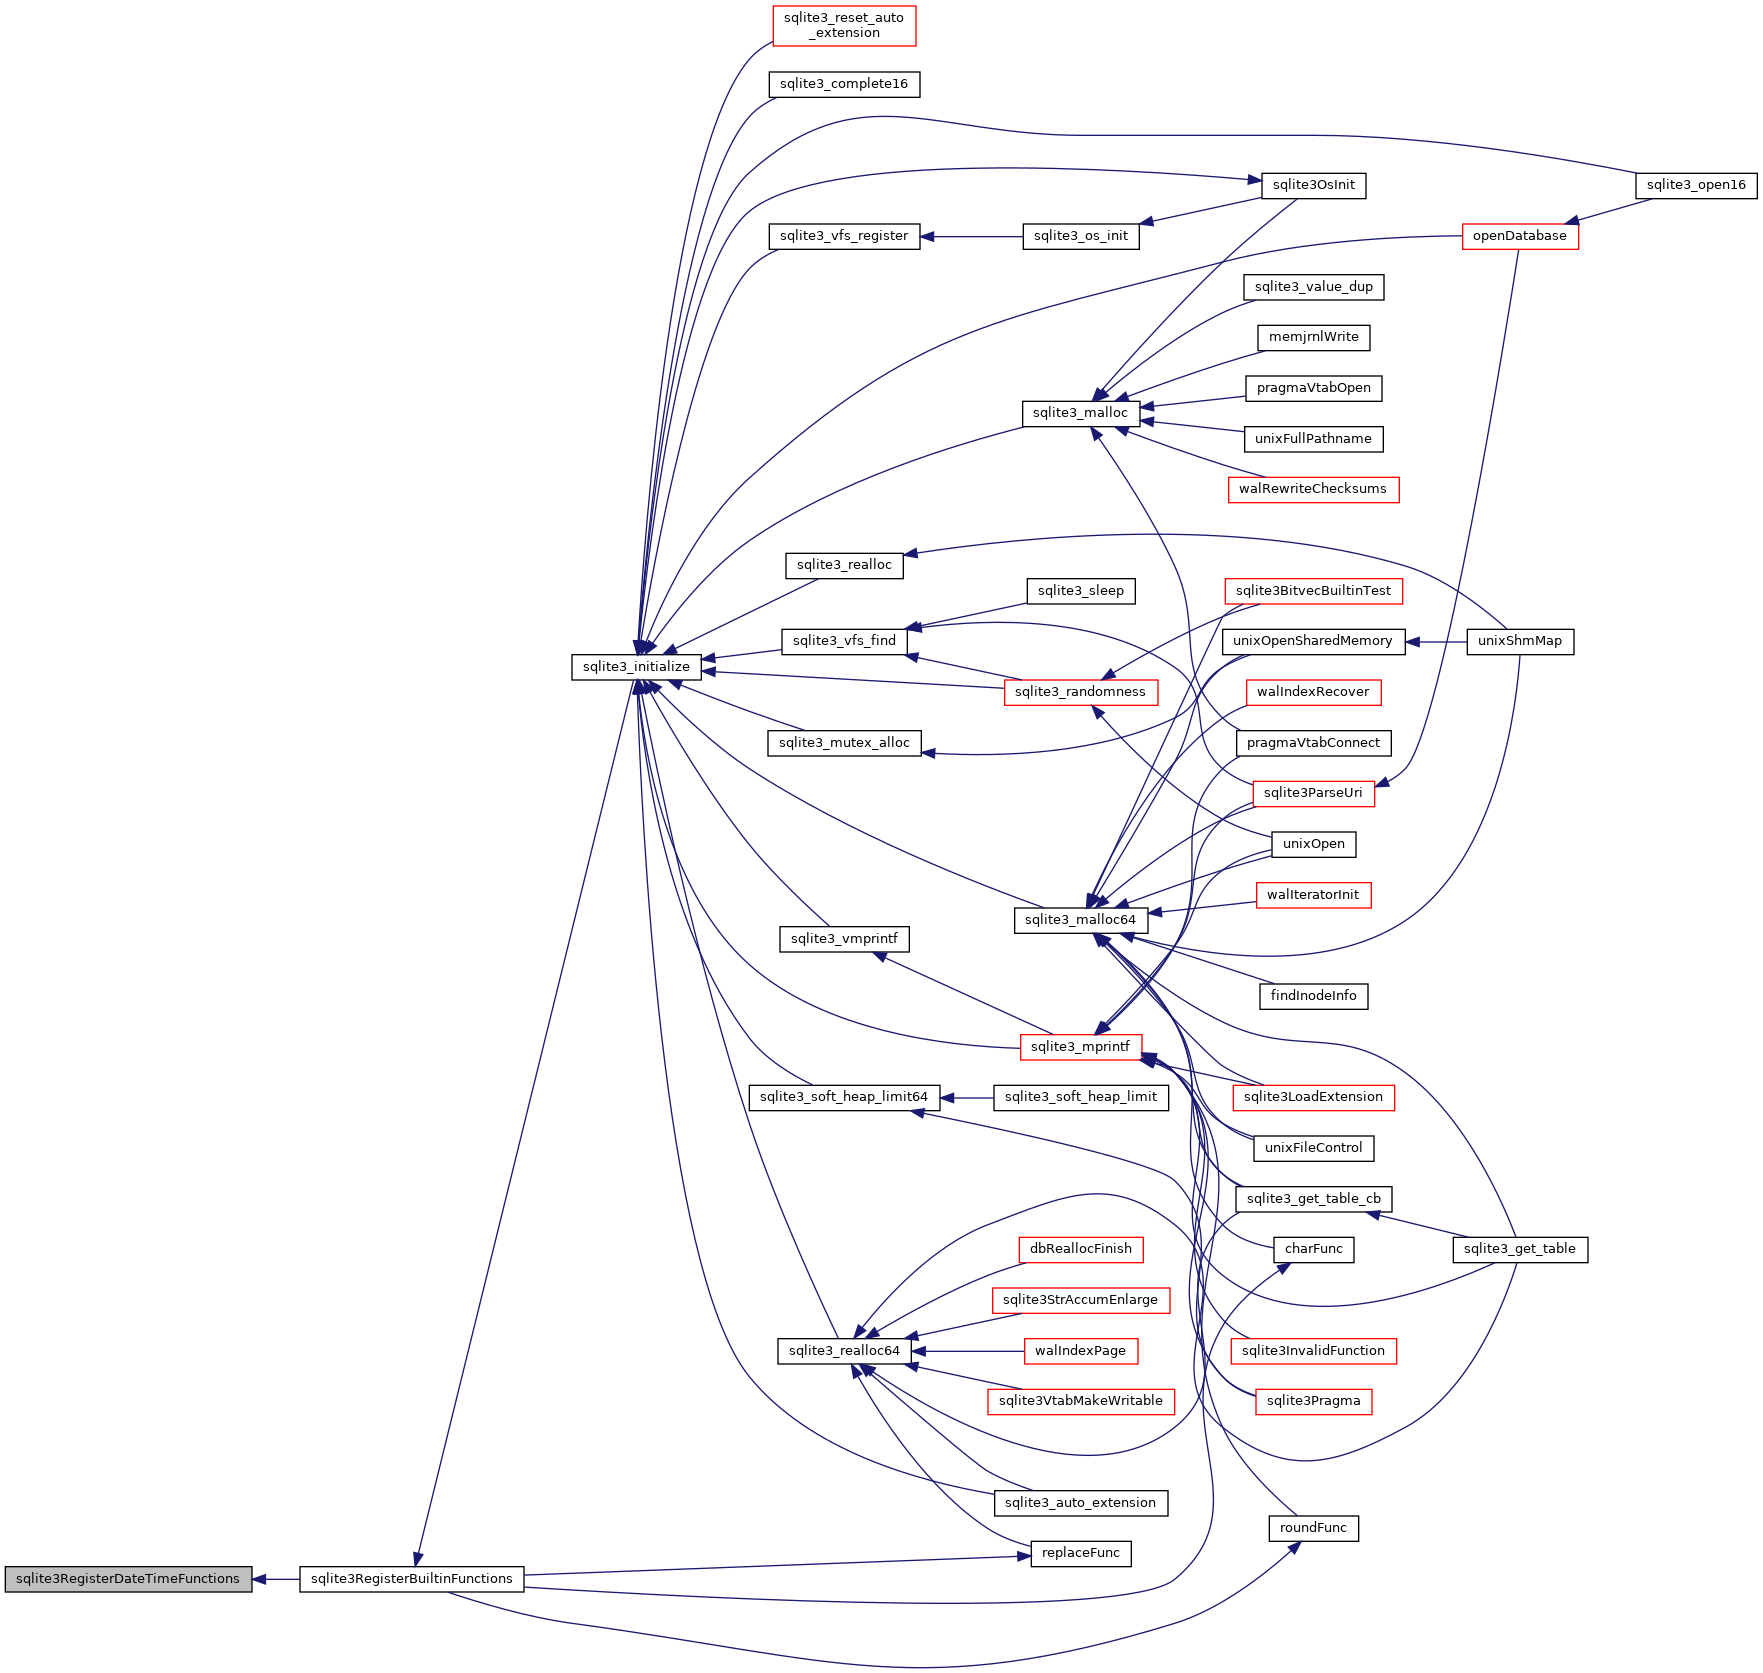 sqlite3_reset_auto
_extension
sqlite3_complete16
sqlite3OsInit
sqlite3_open16
sqlite3_vfs_register
sqlite3_os_init
openDatabase
sqlite3_value_dup
memjrnlWrite
pragmaVtabOpen
sqlite3_malloc
unixFullPathname
walRewriteChecksums
sqlite3_realloc
sqlite3_sleep
sqlite3BitvecBuiltinTest
sqlite3_vfs_find
unixOpenSharedMemory
unixShmMap
sqlite3_initialize
sqlite3_randomness
walIndexRecover
sqlite3_mutex_alloc
pragmaVtabConnect
sqlite3ParseUri
unixOpen
walIteratorInit
sqlite3_malloc64
sqlite3_vmprintf
findInodeInfo
sqlite3_mprintf
sqlite3_soft_heap_limit64
sqlite3_soft_heap_limit
sqlite3LoadExtension
unixFileControl
sqlite3_get_table_cb
dbReallocFinish
charFunc
sqlite3_get_table
sqlite3StrAccumEnlarge
sqlite3_realloc64
walIndexPage
sqlite3InvalidFunction
sqlite3VtabMakeWritable
sqlite3Pragma
sqlite3_auto_extension
roundFunc
replaceFunc
sqlite3RegisterDateTimeFunctions
sqlite3RegisterBuiltinFunctions